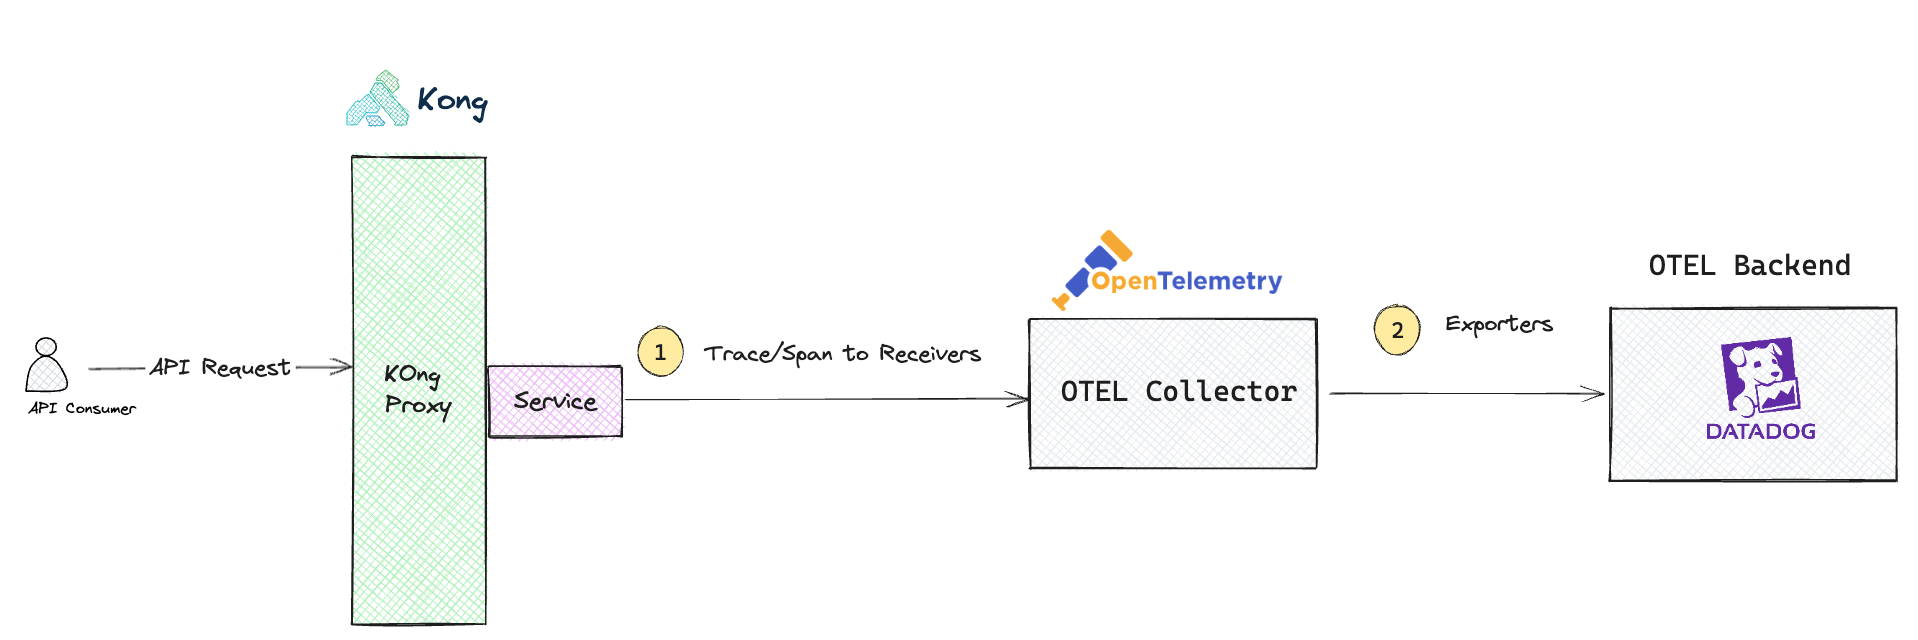 Kong
API Request
API Consumer
KOng
Proxy
Service
1
Trace/Span to Receivers
OpenTelemetry
OTEL Collector
2
Exporters
OTEL Backend
DATADOG